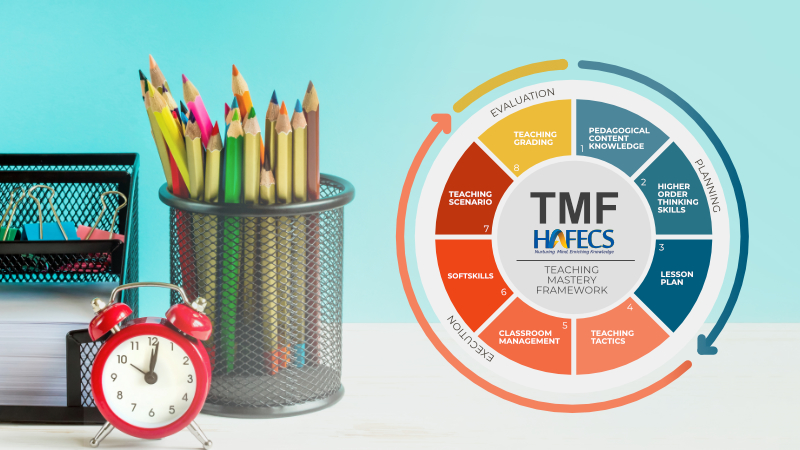 EVALUATION
PLANNING
EXECUTION
1
PEDAGOGICAL
CONTENT
KNOWLEDGE
2
HIGHER
ORDER
THINKING
SKILLS
3
LESSON
PLAN
4
TEACHING
TACTICS
5
CLASSROOM
MANAGEMENT
6
SOFTSKILLS
7
TEACHING
SCENARIO
8
TEACHING
GRADING
TMF
HAFECS
Nurturing Mind, Enriching Knowledge
TEACHING
MASTERY
FRAMEWORK
12
1
2
3
4
5
6
7
8
9
10
11